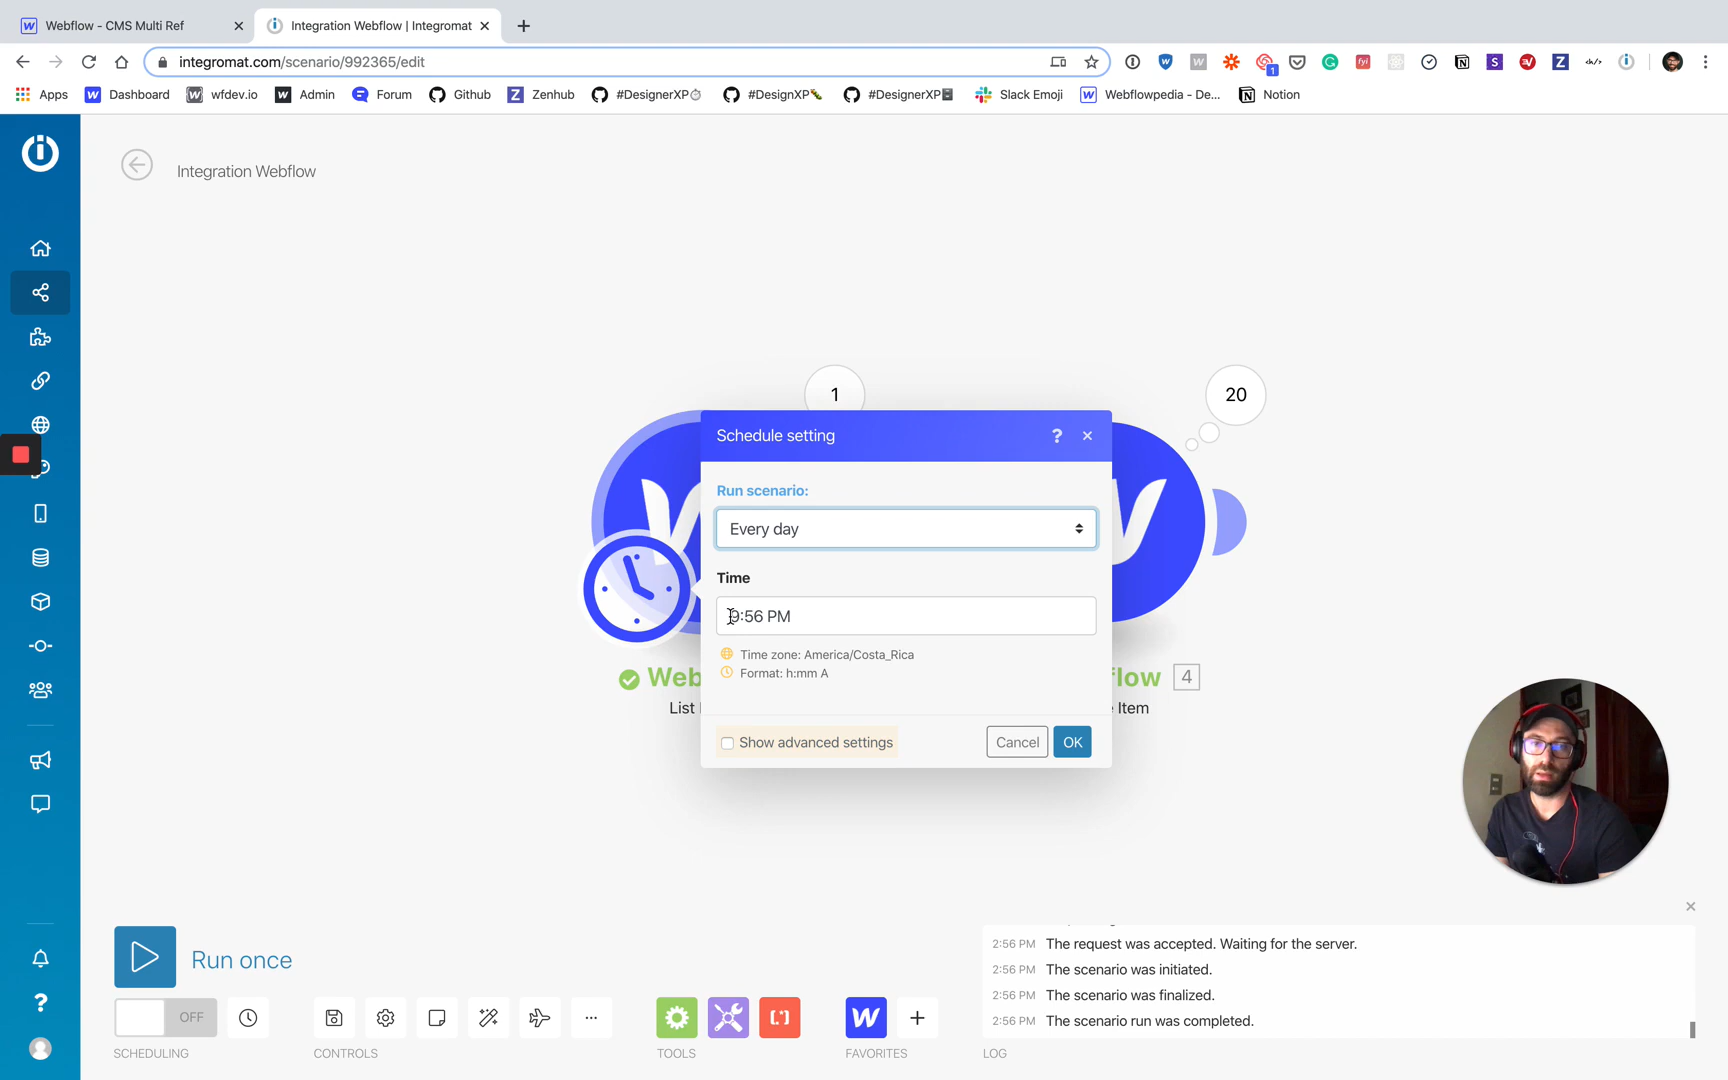 Webflow - CMS Multi Ref
Integration Webflow | Integromat
integromat.com/scenario/992365/edit
1
fyi
S
Z
Apps
Dashboard
wfdev.io
Admin
Forum
Github
Zenhub
#DesignerXP⏱
#DesignXP🐛
#DesignerXP🗄
Slack Emoji
Webflowpedia - De...
Notion
Integration Webflow
1
20
Schedule setting
?
Run scenario:
Every day
Time
9:56 PM
Time zone: America/Costa_Rica
Format: h:mm A
Show advanced settings
Cancel
OK
Web
flow
4
List
Item
Run once
OFF
SCHEDULING
CONTROLS
TOOLS
FAVORITES
2:56 PM The request was accepted. Waiting for the server.
2:56 PM The scenario was initiated.
2:56 PM The scenario was finalized.
2:56 PM The scenario run was completed.
LOG